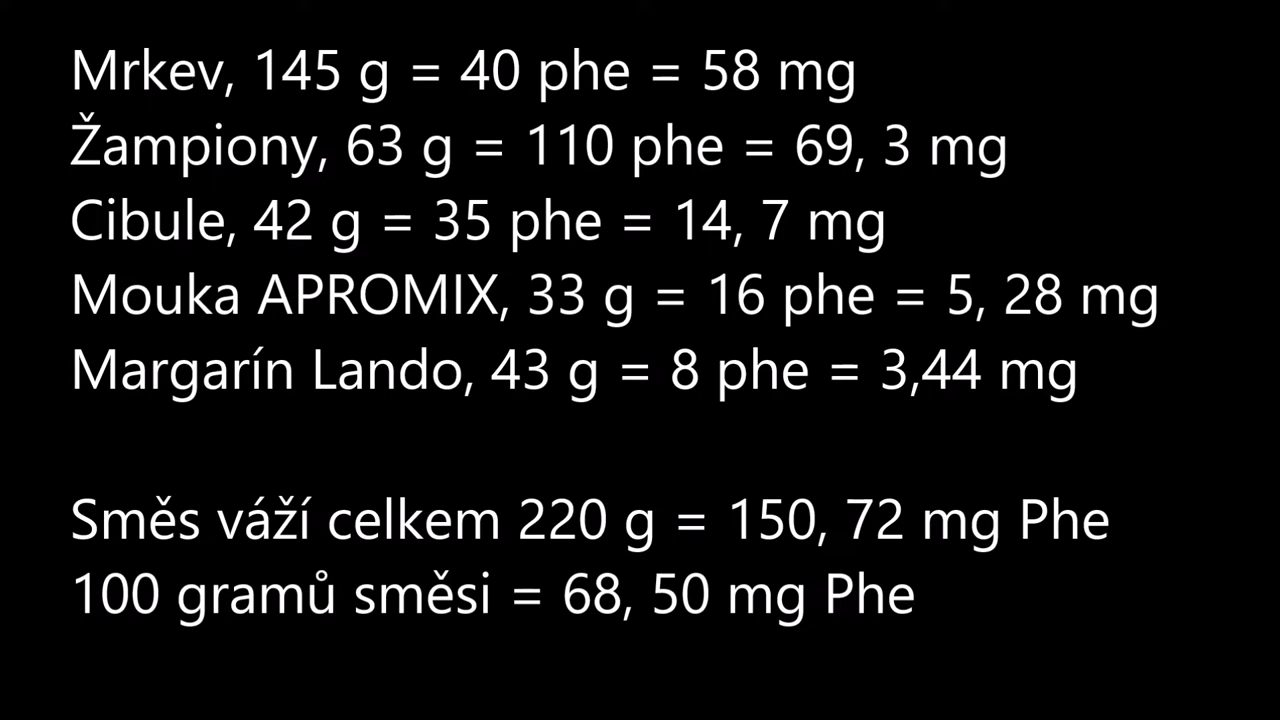 Mrkev, 145 g = 40 phe = 58 mg
Žampiony, 63 g = 110 phe = 69, 3 mg
Cibule, 42 g = 35 phe = 14, 7 mg
Mouka APROMIX, 33 g = 16 phe = 5, 28 mg
Margarín Lando, 43 g = 8 phe = 3,44 mg
Směs váží celkem 220 g = 150, 72 mg Phe
100 gramů směsi = 68, 50 mg Phe